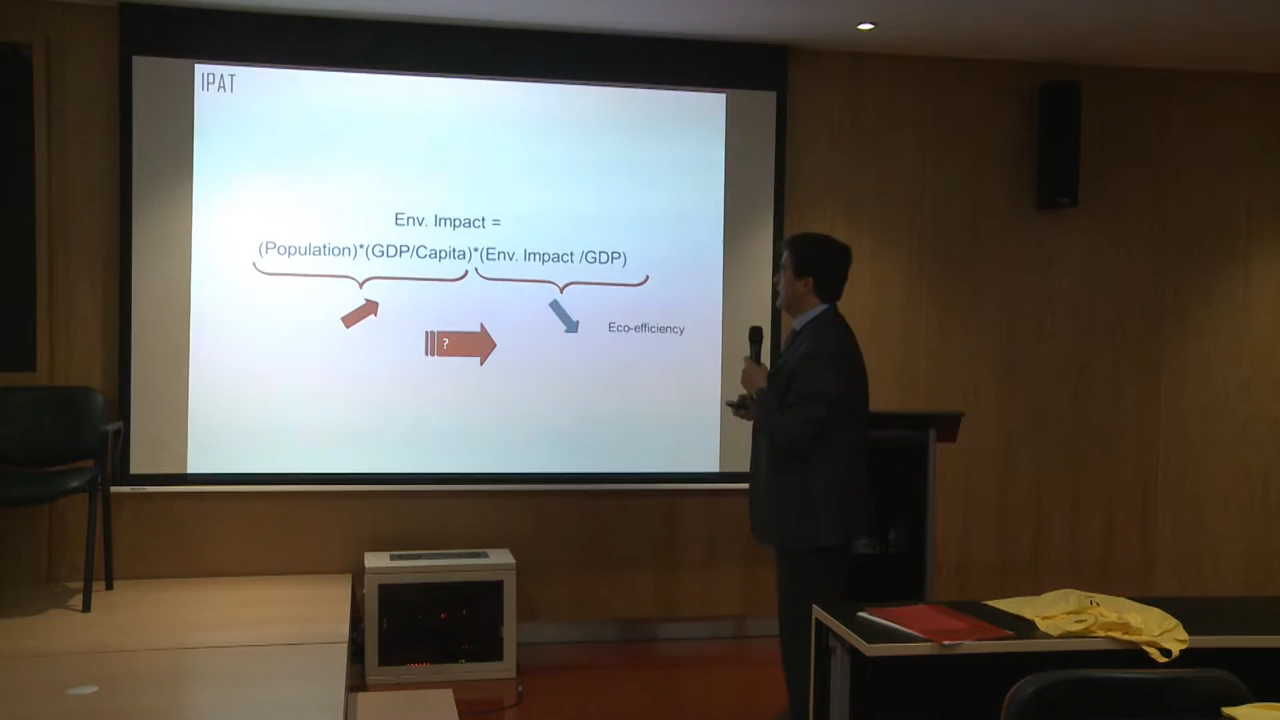 IPAT
Env. Impact =
(Population)*(GDP/Capita)*(Env. Impact /GDP)
?
Eco-efficiency